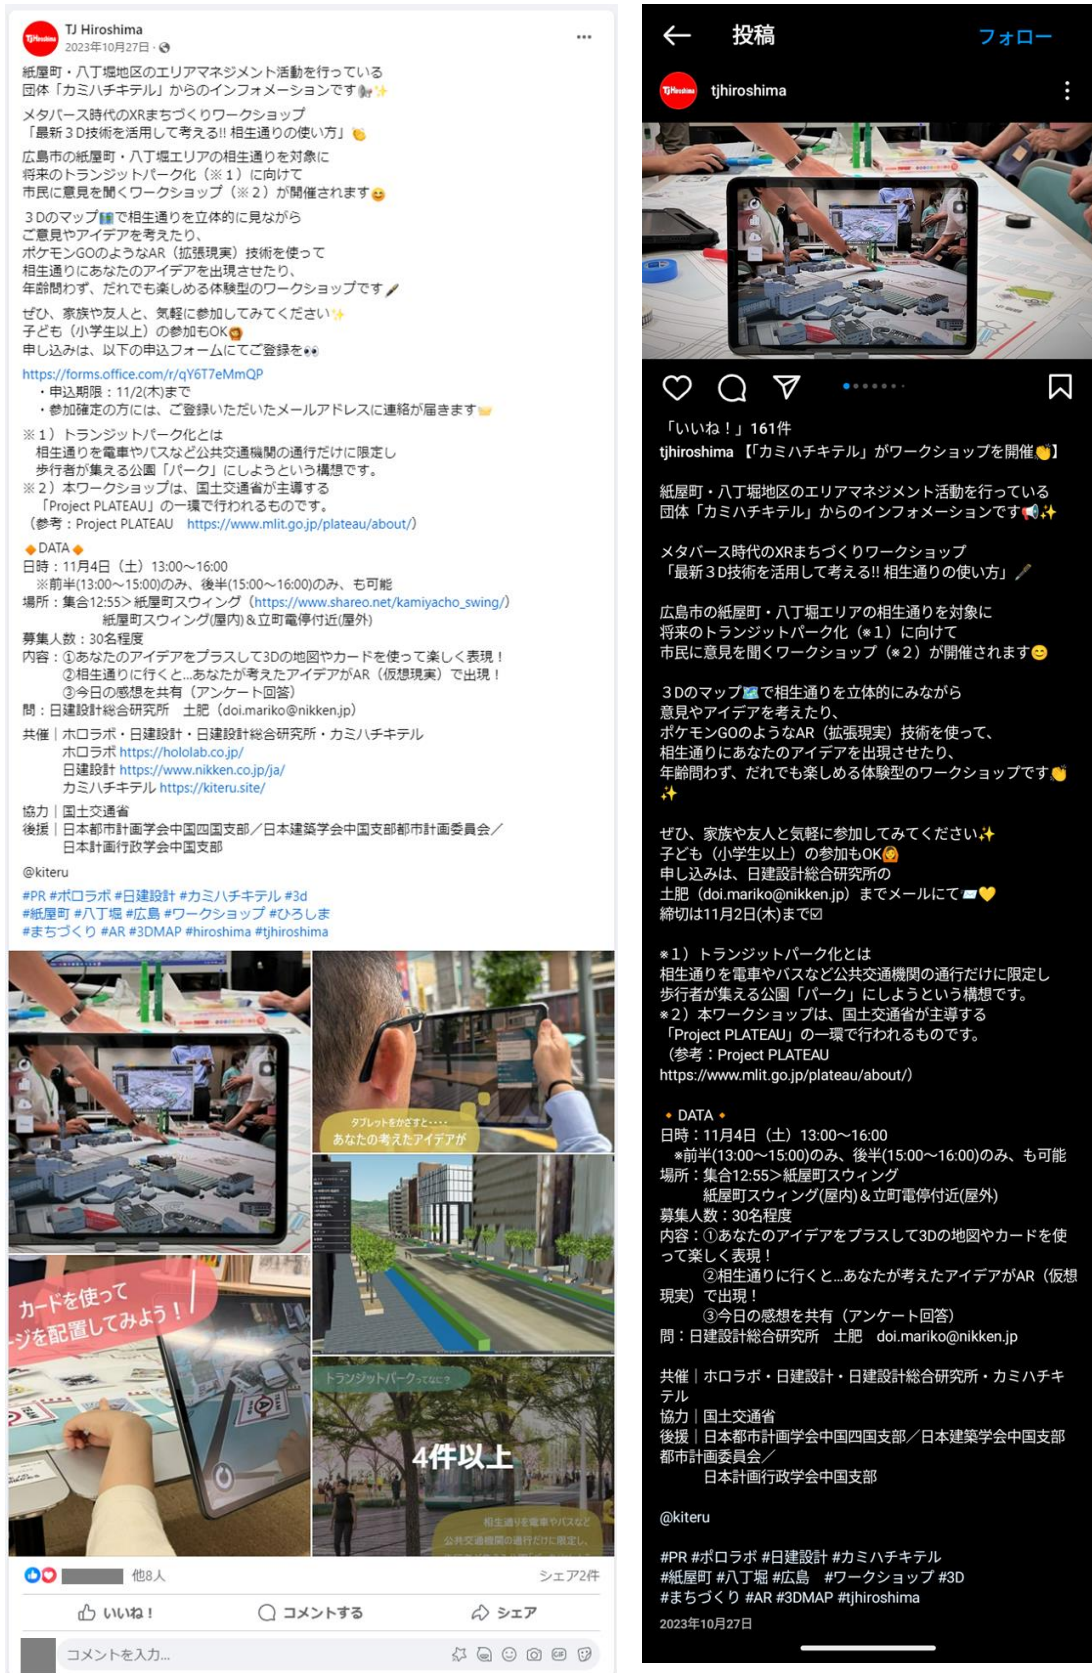 TJ Hiroshima
2023年10月27日
紙屋町・八丁堀地区のエリアマネジメント活動を行っている
団体「カミハチキテル」からのインフォメーションです📢✨
メタバース時代のXRまちづくりワークショップ
「最新３D技術を活用して考える!! 相生通りの使い方」👏
広島市の紙屋町・八丁堀エリアの相生通りを対象に
将来のトランジットパーク化（※１）に向けて
市民に意見を聞くワークショップ（※２）が開催されます😊
３Dのマップ🗺️で相生通りを立体的に見ながら
ご意見やアイデアを考えたり、
ポケモンGOのようなAR（拡張現実）技術を使って
相生通りにあなたのアイデアを出現させたり、
年齢問わず、だれでも楽しめる体験型のワークショップです🖋️
ぜひ、家族や友人と、気軽に参加してみてください✨
子ども（小学生以上）の参加もOK🙆
申し込みは、以下の申込フォームにてご登録を👀
https://forms.office.com/r/qY6T7eMmQP
・申込期限：11/2(木)まで
・参加確定の方には、ご登録いただいたメールアドレスに連絡が届きます📨
※１）トランジットパーク化とは
相生通りを電車やバスなど公共交通機関の通行だけに限定し
歩行者が集える公園「パーク」にしようという構想です。
※２）本ワークショップは、国土交通省が主導する
「Project PLATEAU」の一環で行われるものです。
（参考：Project PLATEAU　https://www.mlit.go.jp/plateau/about/）
🔸DATA🔸
日時：11月4日（土）13:00～16:00
※前半(13:00～15:00)のみ、後半(15:00～16:00)のみ、も可能
場所：集合12:55＞紙屋町スウィング（https://www.shareo.net/kamiyacho_swing/）
紙屋町スウィング(屋内)＆立町電停付近(屋外)
募集人数：30名程度
内容：①あなたのアイデアをプラスして3Dの地図やカードを使って楽しく表現！
②相生通りに行くと...あなたが考えたアイデアがAR（仮想現実）で出現！
③今日の感想を共有（アンケート回答）
問：日建設計総合研究所　土肥（doi.mariko@nikken.jp）
共催｜ホロラボ・日建設計・日建設計総合研究所・カミハチキテル
ホロラボ https://hololab.co.jp/
日建設計 https://www.nikken.co.jp/ja/
カミハチキテル https://kiteru.site/
協力｜国土交通省
後援｜日本都市計画学会中国四国支部／日本建築学会中国支部都市計画委員会／
日本計画行政学会中国支部
@kiteru
#PR #ホロラボ #日建設計 #カミハチキテル #3d
#紙屋町 #八丁堀 #広島 #ワークショップ #ひろしま
#まちづくり #AR #3DMAP #hiroshima #tjhiroshima
タブレットをかざすと・・・・
あなたの考えたアイデアが
カードを使って
ージを配置してみよう！
トランジットパークってなに？
4件以上
相生通りを電車やバスなど
公共交通機関の通行だけに限定し、
他8人
シェア2件
いいね！
コメントする
シェア
コメントを入力...
投稿
フォロー
tjhiroshima
「いいね！」161件
tjhiroshima 【「カミハチキテル」がワークショップを開催👏】
紙屋町・八丁堀地区のエリアマネジメント活動を行っている
団体「カミハチキテル」からのインフォメーションです📢✨
メタバース時代のXRまちづくりワークショップ
「最新３D技術を活用して考える!! 相生通りの使い方」🖋️
広島市の紙屋町・八丁堀エリアの相生通りを対象に
将来のトランジットパーク化（※１）に向けて
市民に意見を聞くワークショップ（※２）が開催されます😊
３Dのマップ🗺️で相生通りを立体的にみながら
意見やアイデアを考えたり、
ポケモンGOのようなAR（拡張現実）技術を使って、
相生通りにあなたのアイデアを出現させたり、
年齢問わず、だれでも楽しめる体験型のワークショップです👏
✨
ぜひ、家族や友人と気軽に参加してみてください✨
子ども（小学生以上）の参加もOK🙆
申し込みは、日建設計総合研究所の
土肥（doi.mariko@nikken.jp）までメールにて📨💛
締切は11月2日(木)まで☑
※１）トランジットパーク化とは
相生通りを電車やバスなど公共交通機関の通行だけに限定し
歩行者が集える公園「パーク」にしようという構想です。
※２）本ワークショップは、国土交通省が主導する
「Project PLATEAU」の一環で行われるものです。
（参考：Project PLATEAU
https://www.mlit.go.jp/plateau/about/）
🔸DATA🔸
日時：11月4日（土）13:00～16:00
※前半(13:00～15:00)のみ、後半(15:00～16:00)のみ、も可能
場所：集合12:55＞紙屋町スウィング
紙屋町スウィング(屋内)＆立町電停付近(屋外)
募集人数：30名程度
内容：①あなたのアイデアをプラスして3Dの地図やカードを使
って楽しく表現！
②相生通りに行くと...あなたが考えたアイデアがAR（仮想
現実）で出現！
③今日の感想を共有（アンケート回答）
問：日建設計総合研究所　土肥　doi.mariko@nikken.jp
共催｜ホロラボ・日建設計・日建設計総合研究所・カミハチキ
テル
協力｜国土交通省
後援｜日本都市計画学会中国四国支部／日本建築学会中国支部
都市計画委員会／
日本計画行政学会中国支部
@kiteru
#PR #ホロラボ #日建設計 #カミハチキテル
#紙屋町 #八丁堀 #広島　#ワークショップ #3D
#まちづくり #AR #3DMAP #tjhiroshima
2023年10月27日